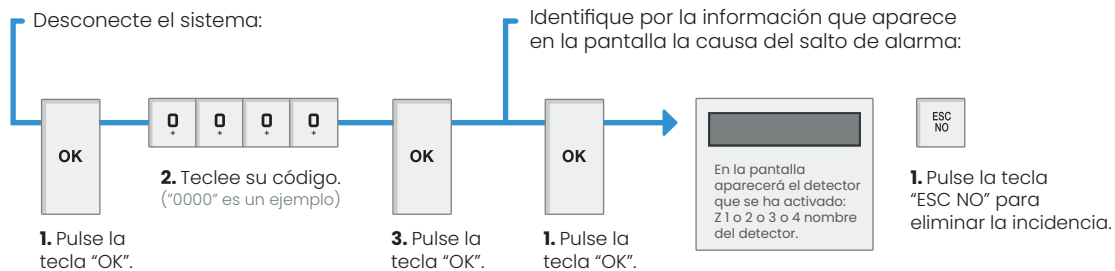 Desconecte el sistema:
Identifique por la información que aparece
en la pantalla la causa del salto de alarma:
OK
0 0 0 0
+ + + +
2. Teclee su código.
("0000" es un ejemplo)
1. Pulse la
tecla "OK".
OK
3. Pulse la
tecla "OK".
OK
1. Pulse la
tecla "OK".
En la pantalla
aparecerá el detector
que se ha activado:
Z 1 o 2 o 3 o 4 nombre
del detector.
ESC
NO
1. Pulse la tecla
"ESC NO" para
eliminar la incidencia.